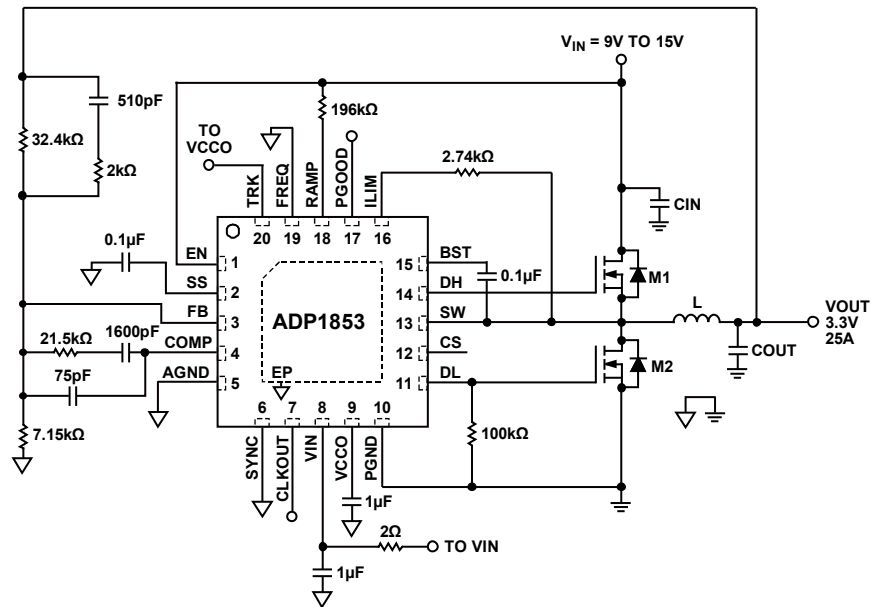 V_IN = 9V TO 15V
510pF
32.4kΩ
2kΩ
TO
VCCO
196kΩ
2.74kΩ
TRK
FREQ
RAMP
PGOOD
ILIM
CIN
20
19
18
17
16
0.1µF
EN
1
SS
2
FB
3
COMP
4
AGND
5
21.5kΩ
1600pF
75pF
7.15kΩ
ADP1853
EP
15
BST
14
DH
13
SW
12
CS
11
DL
0.1µF
M1
L
VOUT
3.3V
25A
COUT
M2
6
7
8
9
10
SYNC
CLKOUT
VIN
VCCO
PGND
100kΩ
1µF
2Ω
TO VIN
1µF